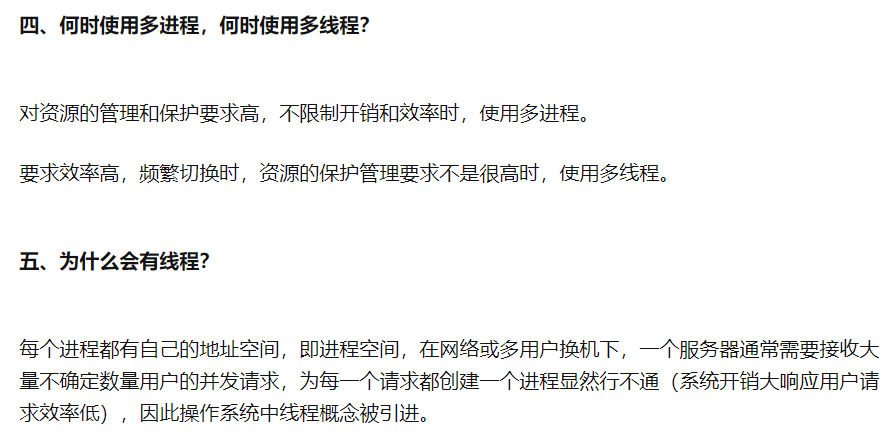 四、何时使用多进程，何时使用多线程？
对资源的管理和保护要求高，不限制开销和效率时，使用多进程。
要求效率高，频繁切换时，资源的保护管理要求不是很高时，使用多线程。
五、为什么会有线程？
每个进程都有自己的地址空间，即进程空间，在网络或多用户换机下，一个服务器通常需要接收大
量不确定数量用户的并发请求，为每一个请求都创建一个进程显然行不通（系统开销大响应用户请
求效率低），因此操作系统中线程概念被引进。